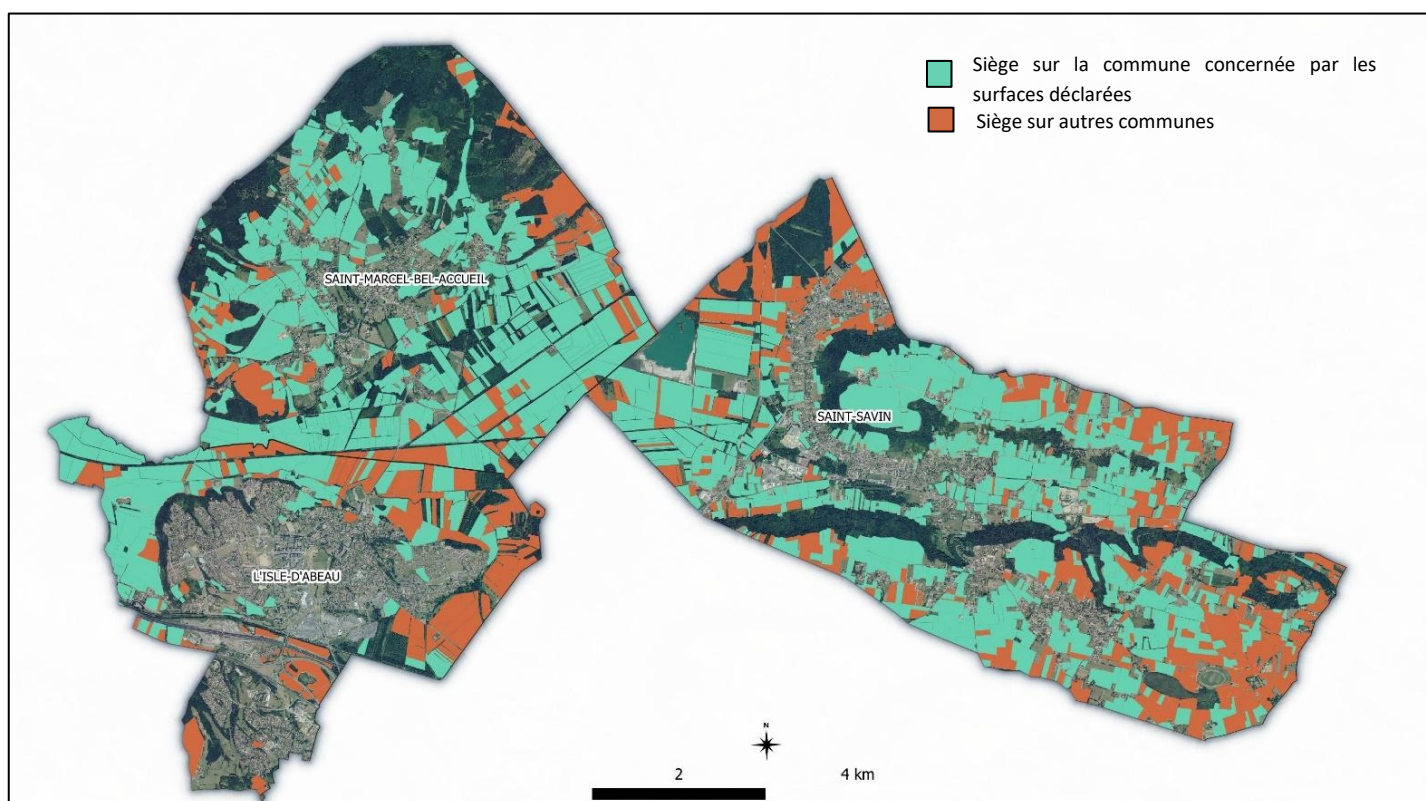 Siège sur la commune concernée par les
surfaces déclarées
Siège sur autres communes
SAINT-MARCEL-BEL-ACCUEIL
SAINT-SAVIN
L'ISLE-D'ABEAU
N
2 4 km